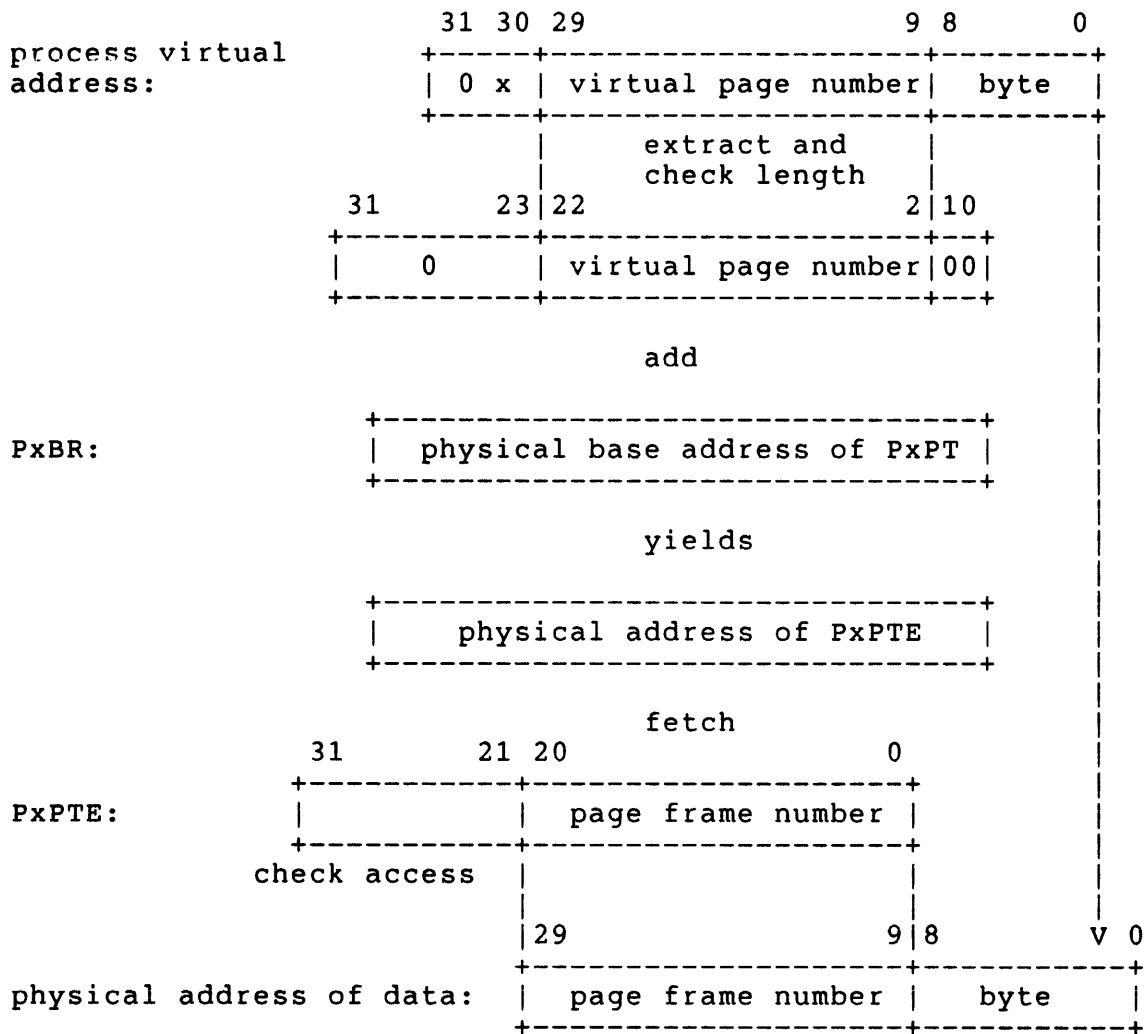 31 30 29 9 8 0
process virtual
address: 0 x virtual page number byte
extract and
check length
31 23 22 2 10
0 virtual page number 00
add
PxBR: physical base address of PxPT
yields
physical address of PxPTE
fetch
31 21 20 0
PxPTE: page frame number
check access
29 9 8 V 0
physical address of data: page frame number byte